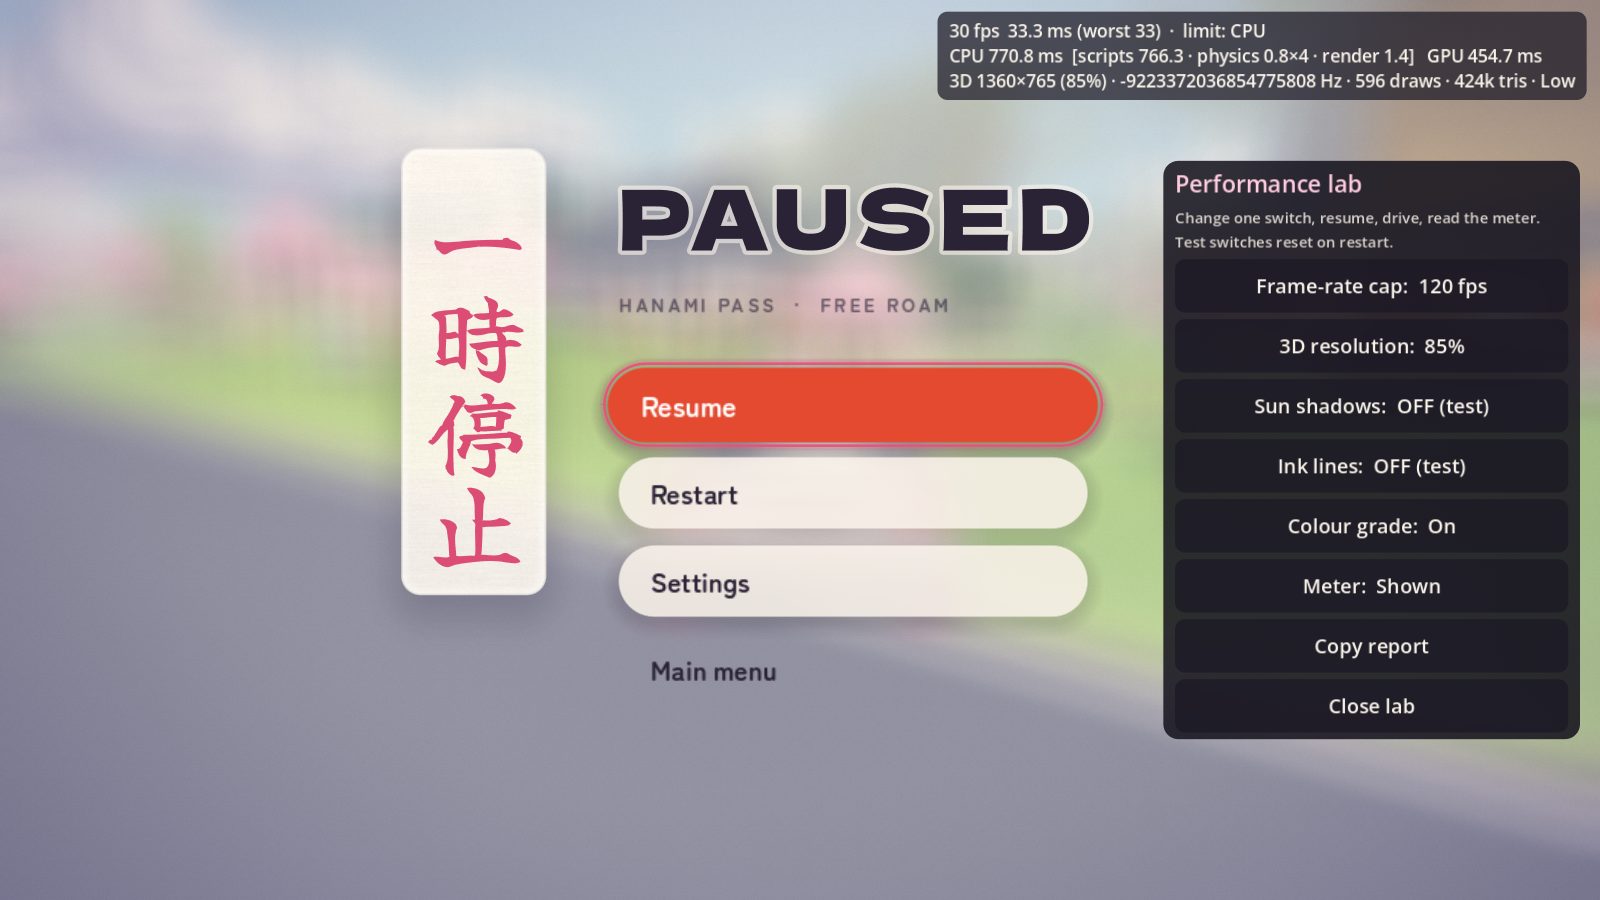 30 fps  33.3 ms (worst 33)  ·  limit: CPU
CPU 770.8 ms  [scripts 766.3 · physics 0.8×4 · render 1.4]   GPU 454.7 ms
3D 1360×765 (85%) · -9223372036854775808 Hz · 596 draws · 424k tris · Low
一時停止
PAUSED
HANAMI PASS  ·  FREE ROAM
Resume
Restart
Settings
Main menu
Performance lab
Change one switch, resume, drive, read the meter.
Test switches reset on restart.
Frame-rate cap:  120 fps
3D resolution:  85%
Sun shadows:  OFF (test)
Ink lines:  OFF (test)
Colour grade:  On
Meter:  Shown
Copy report
Close lab